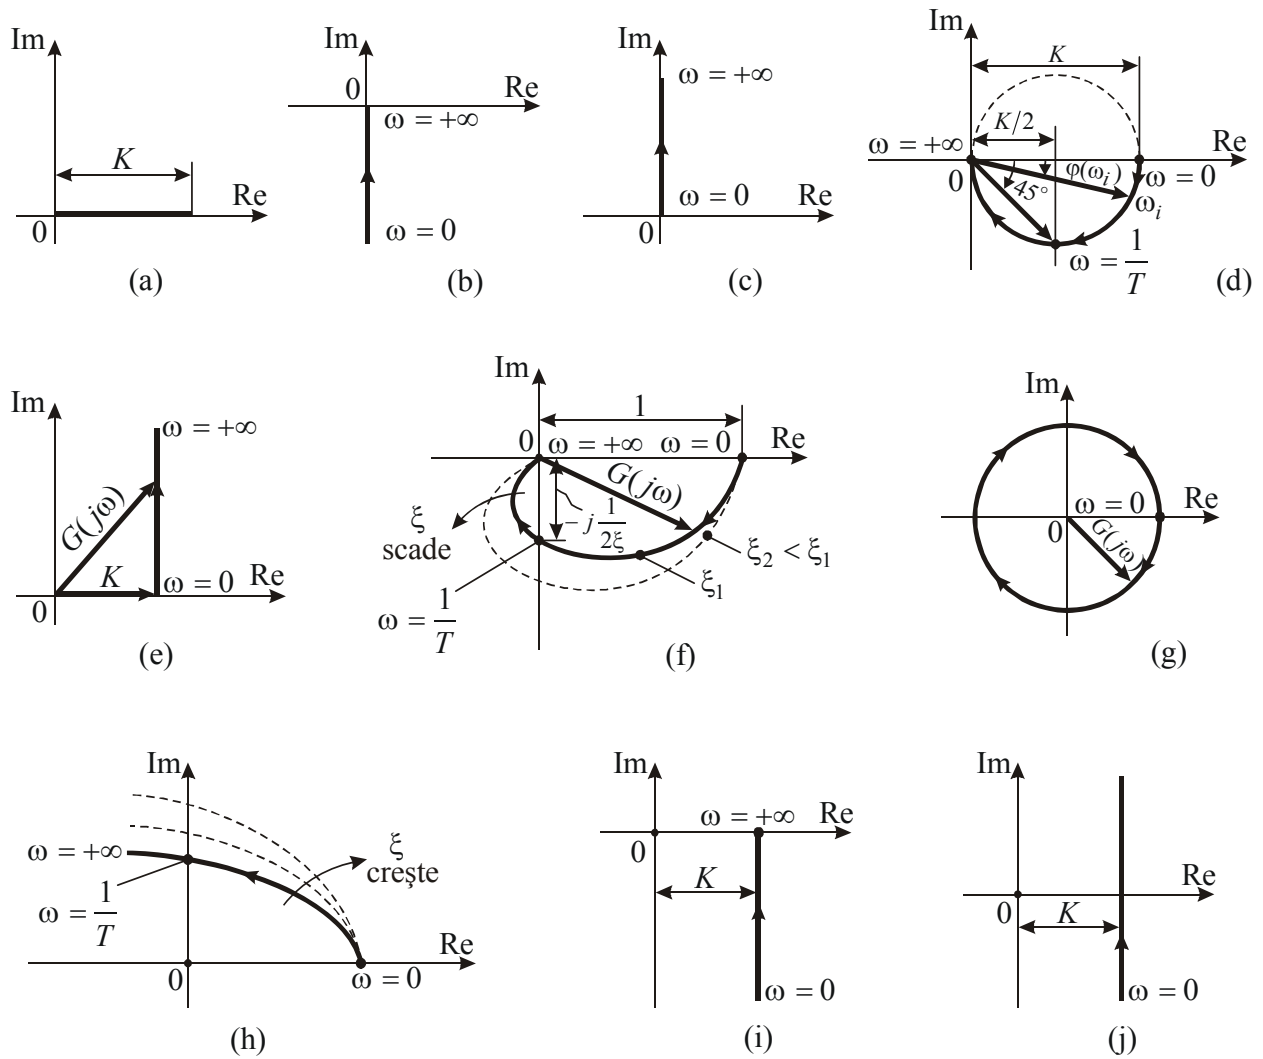 Im
K
Re
0
(a)
Im
0
Re
ω = +∞
ω = 0
(b)
Im
ω = +∞
ω = 0
Re
0
(c)
Im
K
K/2
ω = +∞
Re
φ(ω_i)
45°
0
ω = 0
ω_i
ω = 1/T
(d)
Im
ω = +∞
G(jω)
K
ω = 0
Re
0
(e)
Im
1
0
ω = +∞
ω = 0
Re
G(jω)
-j 1/2ξ
ξ
scade
ξ₂ < ξ₁
ξ₁
ω = 1/T
(f)
Im
ω = 0
Re
0
G(jω)
(g)
Im
ω = +∞
ξ
crește
ω = 1/T
Re
0
ω = 0
(h)
Im
ω = +∞
Re
0
K
ω = 0
(i)
Im
Re
0
K
ω = 0
(j)